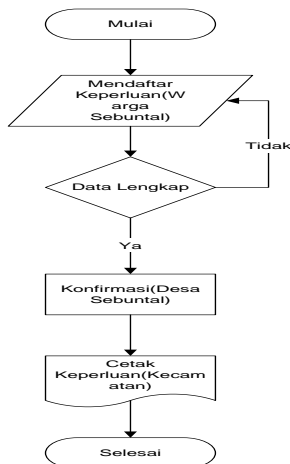 Mulai
Mendaftar
Keperluan(W
arga
Sebuntal)
Tidak
Data Lengkap
Ya
Konfirmasi(Desa
Sebuntal)
Cetak
Keperluan(Kecam
atan)
Selesai